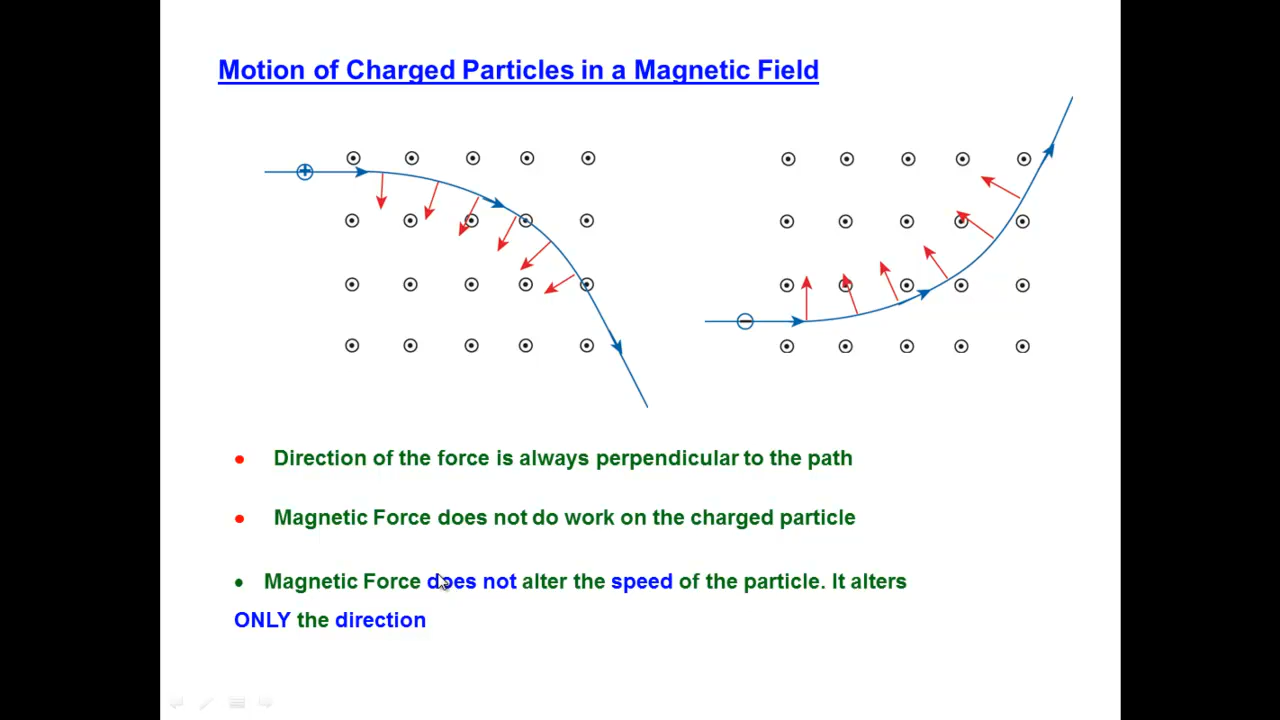 Motion of Charged Particles in a Magnetic Field
+
−
• Direction of the force is always perpendicular to the path
• Magnetic Force does not do work on the charged particle
• Magnetic Force does not alter the speed of the particle. It alters
ONLY the direction